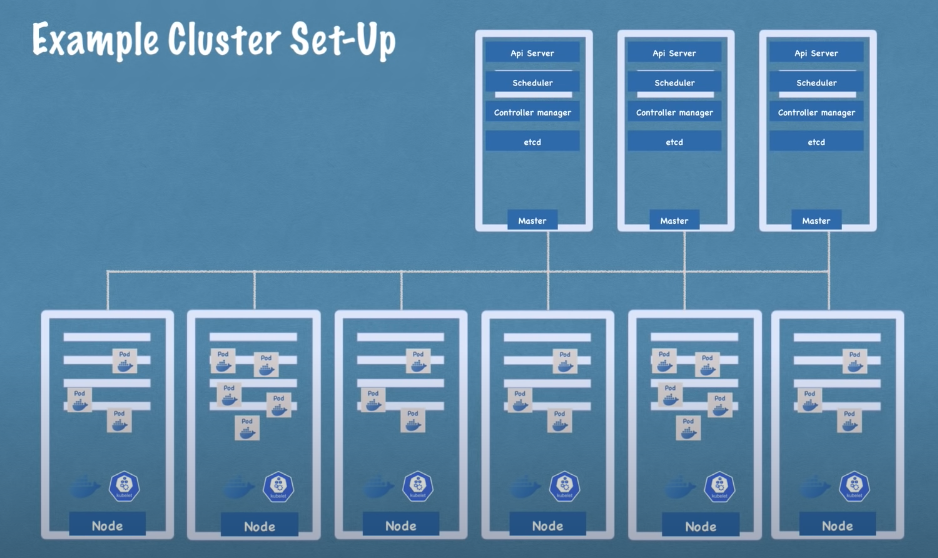 Example Cluster Set-Up
Api Server
Scheduler
Controller manager
etcd
Master
Api Server
Scheduler
Controller manager
etcd
Master
Api Server
Scheduler
Controller manager
etcd
Master
Pod
Pod
Pod
kubelet
Node
Pod
Pod
Pod
Pod
Pod
kubelet
Node
Pod
Pod
Pod
kubelet
Node
Pod
Pod
Pod
kubelet
Node
Pod
Pod
Pod
Pod
Pod
kubelet
Node
Pod
Pod
Pod
kubelet
Node